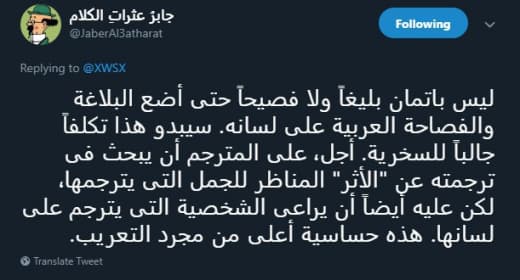 جابرُ عثراتِ الكلام
@JaberAl3atharat
Following
Replying to @XWSX
ليس باتمان بليغاً ولا فصيحاً حتى أضع البلاغة
والفصاحة العربية على لسانه. سيبدو هذا تكلفاً
جالباً للسخرية. أجل، على المترجم أن يبحث فى
ترجمته عن "الأثر" المناظر للجمل التى يترجمها،
لكن عليه أيضاً أن يراعى الشخصية التى يترجم على
لسانها. هذه حساسية أعلى من مجرد التعريب.
Translate Tweet